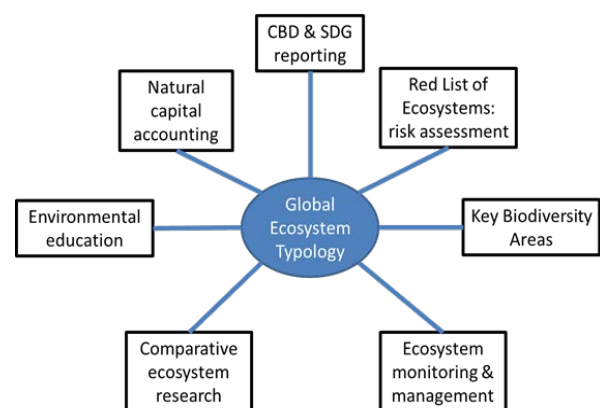 CBD & SDG
reporting
Natural
capital
accounting
Red List of
Ecosystems:
risk assessment
Global
Ecosystem
Typology
Environmental
education
Key Biodiversity
Areas
Comparative
ecosystem
research
Ecosystem
monitoring &
management